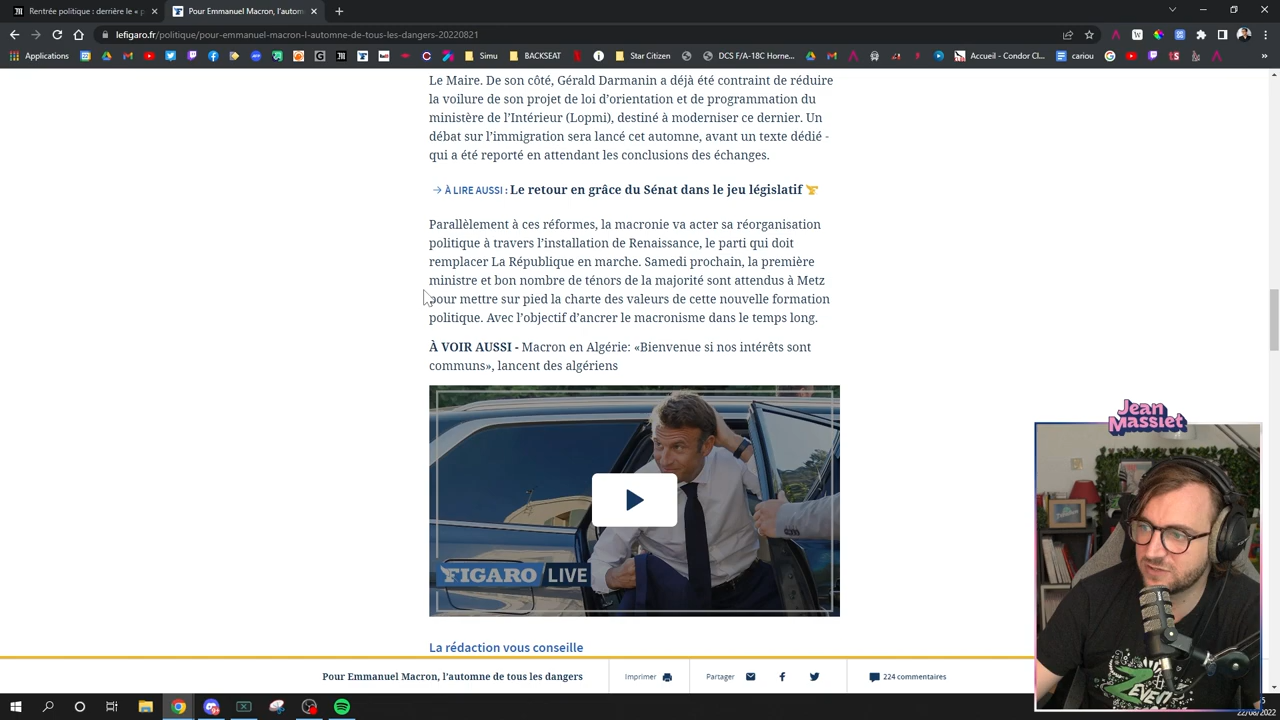 Rentrée politique : derrière le « p
Pour Emmanuel Macron, l'autom
lefigaro.fr/politique/pour-emmanuel-macron-l-automne-de-tous-les-dangers-20220821
Applications
Simu
BACKSEAT
Star Citizen
DCS F/A-18C Horne...
Accueil - Condor Cl...
cariou
Le Maire. De son côté, Gérald Darmanin a déjà été contraint de réduire
la voilure de son projet de loi d'orientation et de programmation du
ministère de l'Intérieur (Lopmi), destiné à moderniser ce dernier. Un
débat sur l'immigration sera lancé cet automne, avant un texte dédié -
qui a été reporté en attendant les conclusions des échanges.
→ À LIRE AUSSI : Le retour en grâce du Sénat dans le jeu législatif
Parallèlement à ces réformes, la macronie va acter sa réorganisation
politique à travers l'installation de Renaissance, le parti qui doit
remplacer La République en marche. Samedi prochain, la première
ministre et bon nombre de ténors de la majorité sont attendus à Metz
pour mettre sur pied la charte des valeurs de cette nouvelle formation
politique. Avec l'objectif d'ancrer le macronisme dans le temps long.
À VOIR AUSSI - Macron en Algérie: «Bienvenue si nos intérêts sont
communs», lancent des algériens
FIGARO LIVE
Jean
Massiet
La rédaction vous conseille
Pour Emmanuel Macron, l'automne de tous les dangers
Imprimer
Partager
224 commentaires
22/08/2022